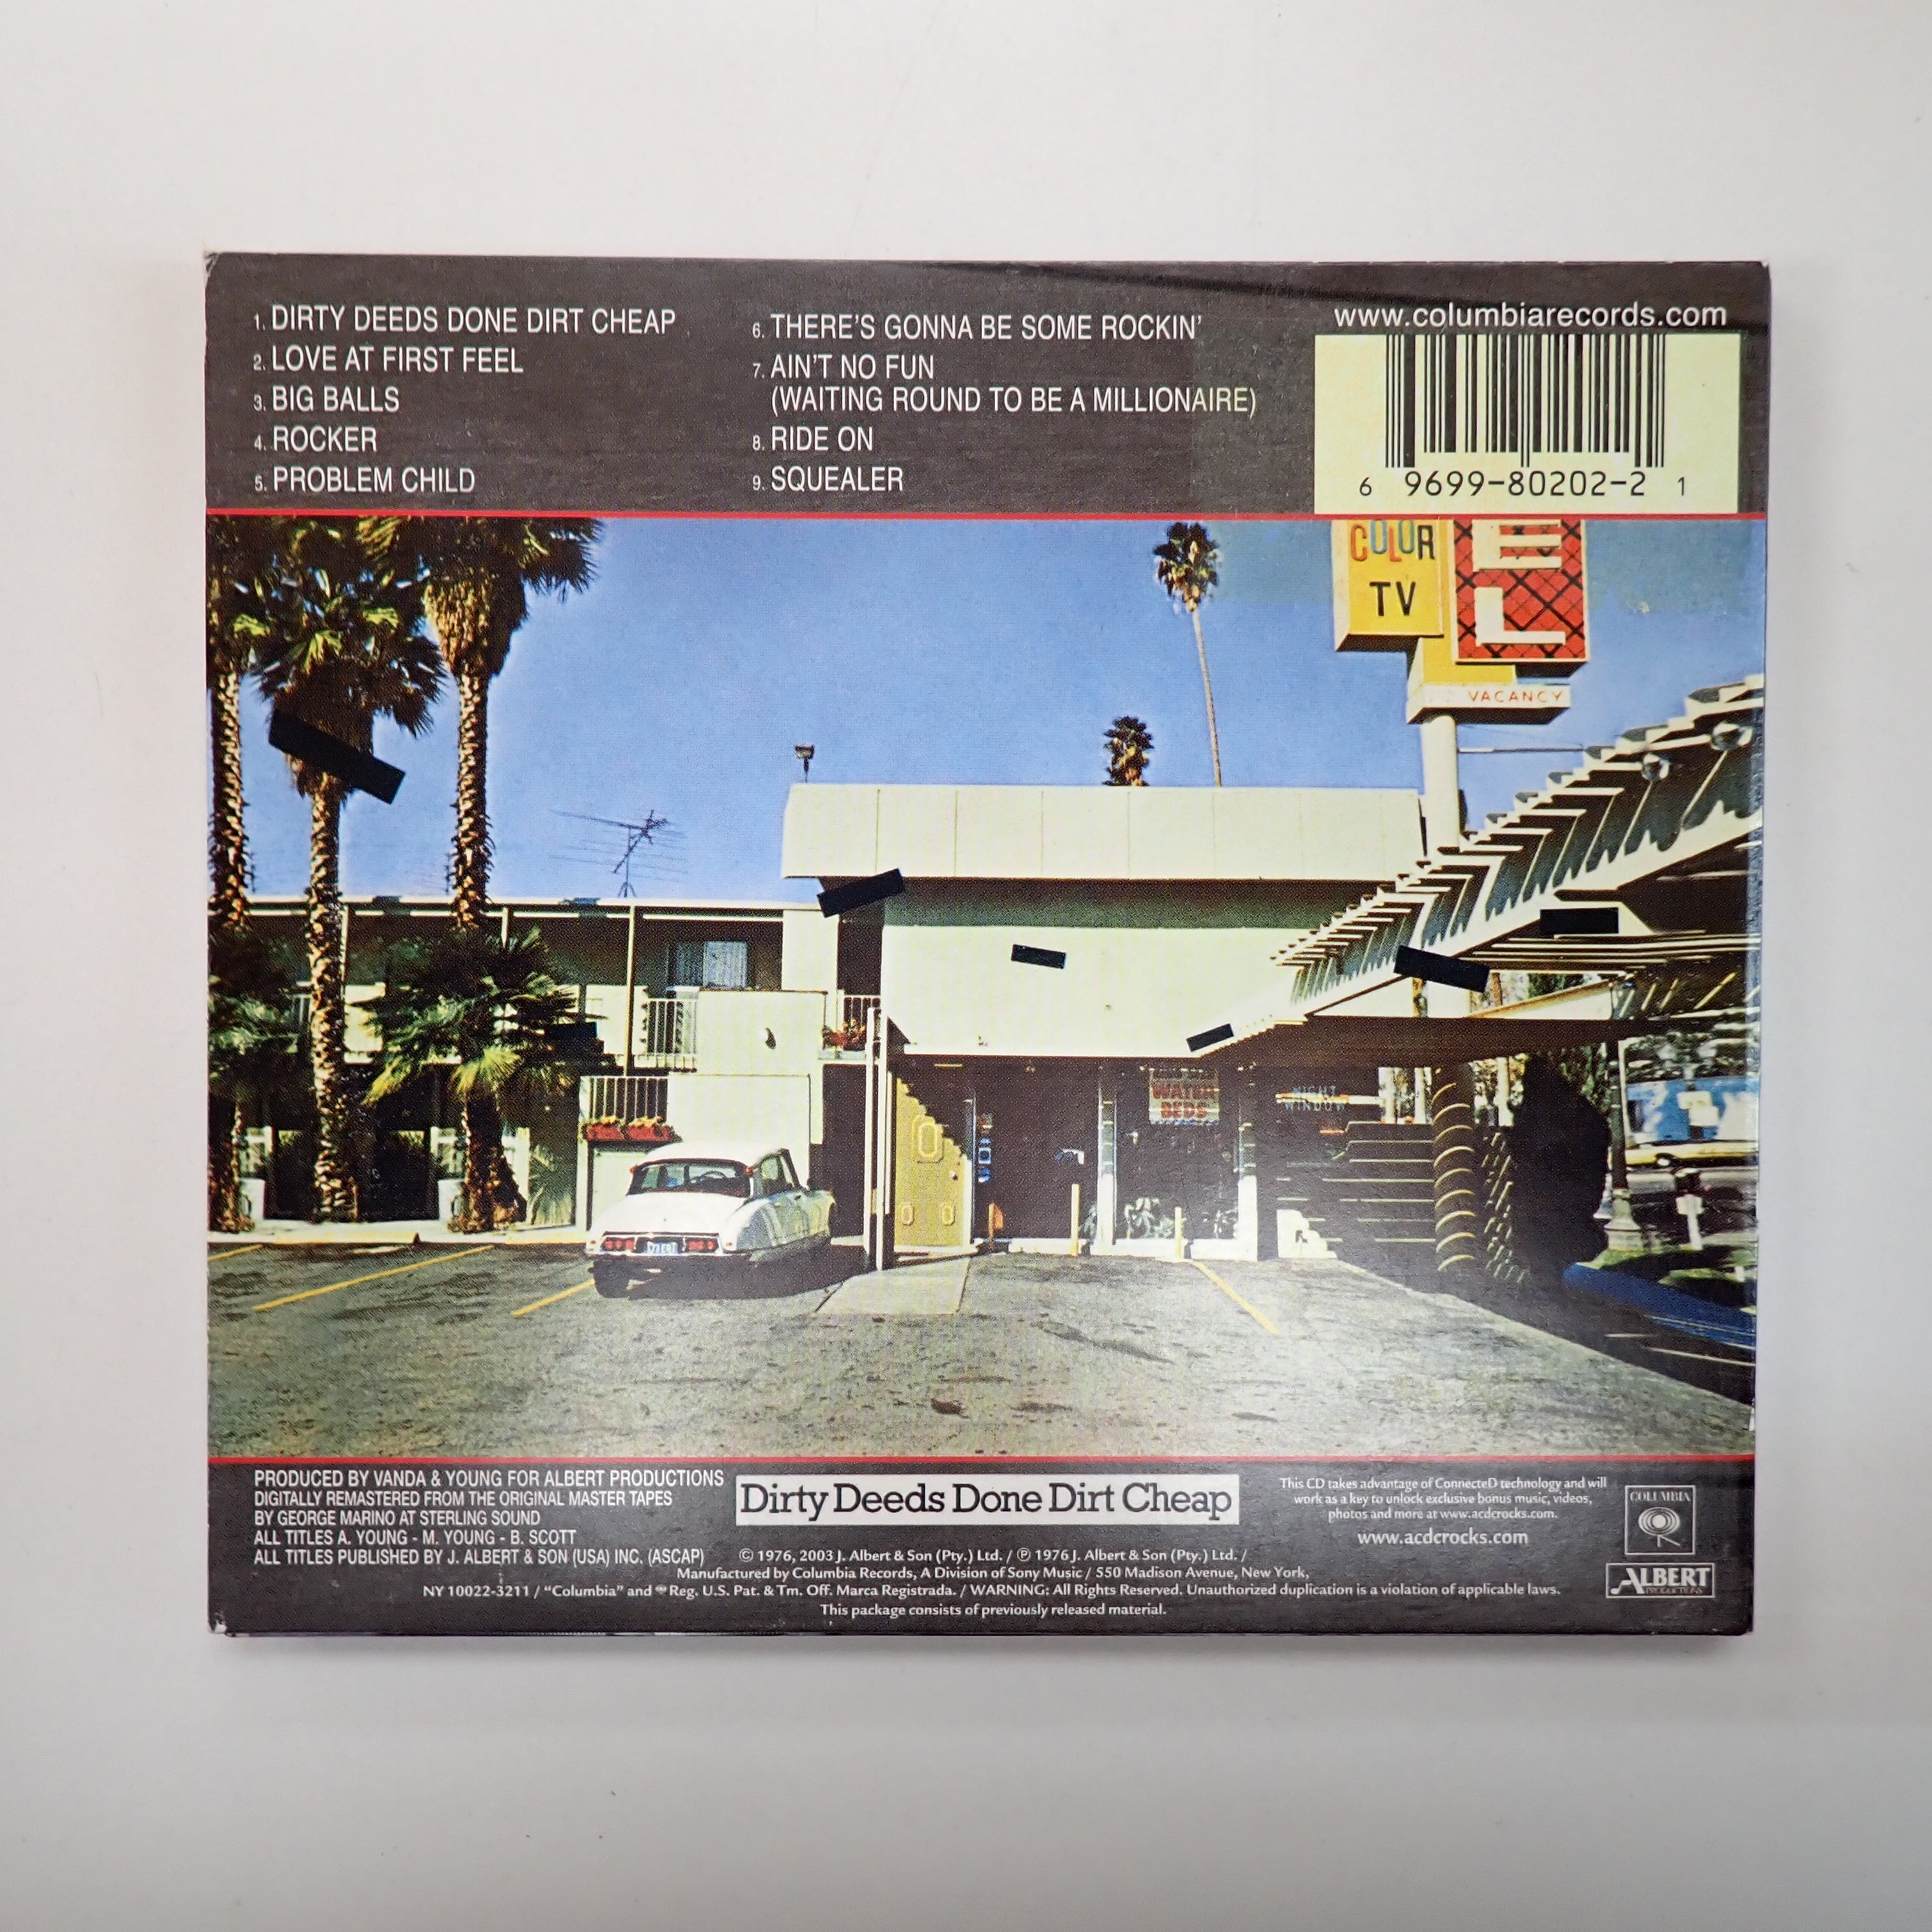 1. DIRTY DEEDS DONE DIRT CHEAP
2. LOVE AT FIRST FEEL
3. BIG BALLS
4. ROCKER
5. PROBLEM CHILD
6. THERE'S GONNA BE SOME ROCKIN'
7. AIN'T NO FUN
(WAITING ROUND TO BE A MILLIONAIRE)
8. RIDE ON
9. SQUEALER
www.columbiarecords.com
6 9699-80202-2 1
COLOR
TV
EL
VACANCY
WATER
BEDS
NIGHT
WINDOW
PRODUCED BY VANDA & YOUNG FOR ALBERT PRODUCTIONS
DIGITALLY REMASTERED FROM THE ORIGINAL MASTER TAPES
BY GEORGE MARINO AT STERLING SOUND
ALL TITLES A. YOUNG - M. YOUNG - B. SCOTT
ALL TITLES PUBLISHED BY J. ALBERT & SON (USA) INC. (ASCAP)
Dirty Deeds Done Dirt Cheap
This CD takes advantage of ConnecteD technology and will
work as a key to unlock exclusive bonus music, videos,
photos and more at www.acdcrocks.com.
www.acdcrocks.com
COLUMBIA
ALBERT
PRODUCTIONS
© 1976, 2003 J. Albert & Son (Pty.) Ltd. / ℗ 1976 J. Albert & Son (Pty.) Ltd. /
Manufactured by Columbia Records, A Division of Sony Music / 550 Madison Avenue, New York,
NY 10022-3211 / "Columbia" and Reg. U.S. Pat. & Tm. Off. Marca Registrada. / WARNING: All Rights Reserved. Unauthorized duplication is a violation of applicable laws.
This package consists of previously released material.